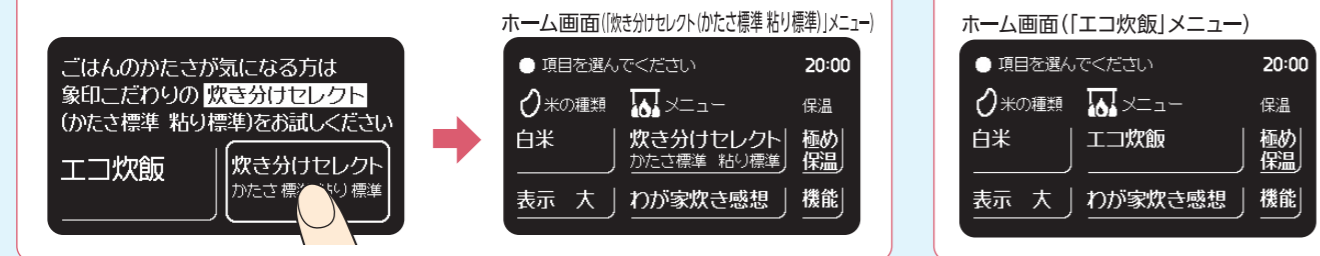 ごはんのかたさが気になる方は
象印こだわりの 炊き分けセレクト
(かたさ標準 粘り標準)をお試しください
エコ炊飯
炊き分けセレクト
かたさ 標準 粘り 標準
ホーム画面(「炊き分けセレクト(かたさ標準 粘り標準)」メニュー)
● 項目を選んでください 20:00
米の種類 メニュー 保温
白米 炊き分けセレクト 極め
かたさ標準 粘り標準 保温
表示 大 わが家炊き感想 機能
ホーム画面(「エコ炊飯」メニュー)
● 項目を選んでください 20:00
米の種類 メニュー 保温
白米 エコ炊飯 極め
保温
表示 大 わが家炊き感想 機能